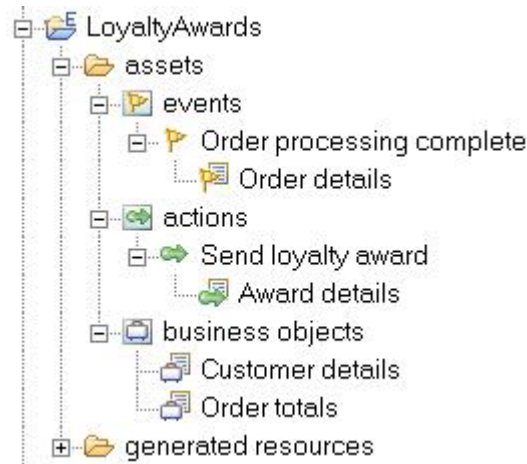 LoyaltyAwards
assets
events
Order processing complete
Order details
actions
Send loyalty award
Award details
business objects
Customer details
Order totals
generated resources